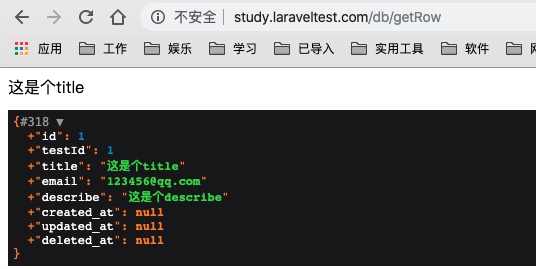 不安全 study.laraveltest.com/db/getRow
应用 工作 娱乐 学习 已导入 实用工具 软件
这是个title
{#318 ▼
+"id": 1
+"testId": 1
+"title": "这是个title"
+"email": "123456@qq.com"
+"describe": "这是个describe"
+"created_at": null
+"updated_at": null
+"deleted_at": null
}